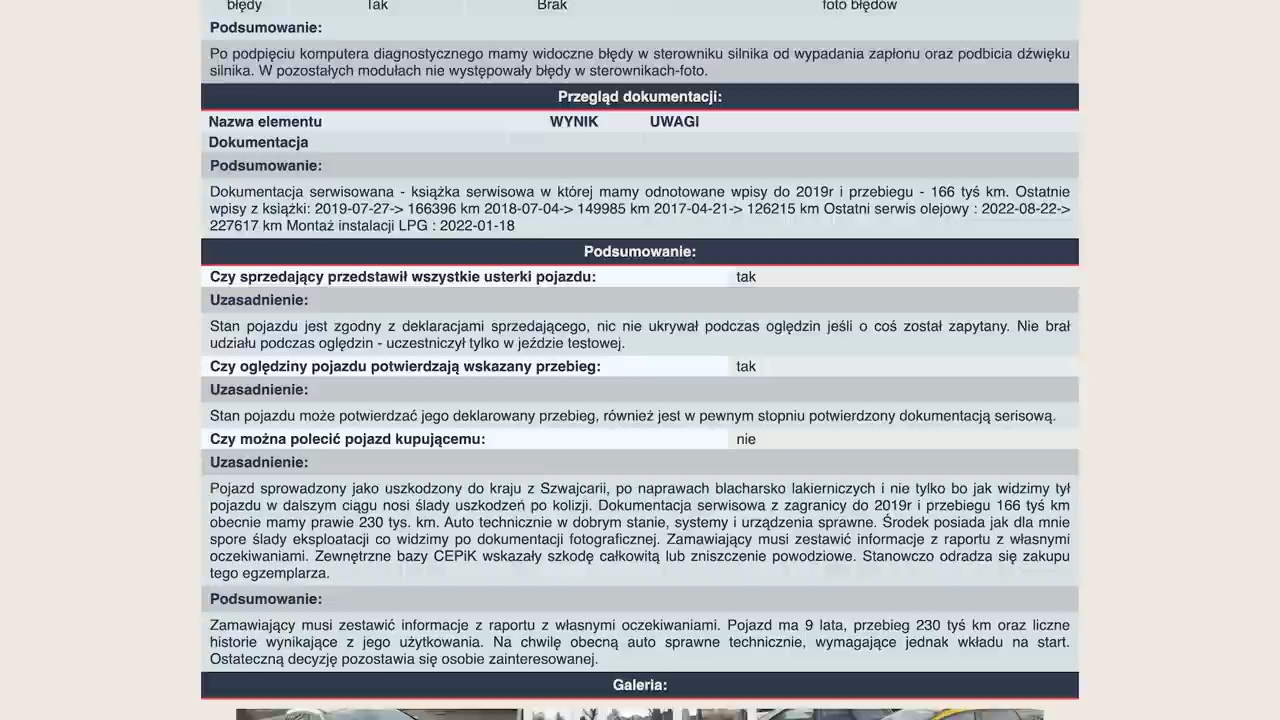 błędy Tak Brak foto błędów
Podsumowanie:
Po podpięciu komputera diagnostycznego mamy widoczne błędy w sterowniku silnika od wypadania zapłonu oraz podbicia dźwięku
silnika. W pozostałych modułach nie występowały błędy w sterownikach-foto.
Przegląd dokumentacji:
Nazwa elementu WYNIK UWAGI
Dokumentacja
Podsumowanie:
Dokumentacja serwisowana - książka serwisowa w której mamy odnotowane wpisy do 2019r i przebiegu - 166 tyś km. Ostatnie
wpisy z książki: 2019-07-27-> 166396 km 2018-07-04-> 149985 km 2017-04-21-> 126215 km Ostatni serwis olejowy : 2022-08-22->
227617 km Montaż instalacji LPG : 2022-01-18
Podsumowanie:
Czy sprzedający przedstawił wszystkie usterki pojazdu: tak
Uzasadnienie:
Stan pojazdu jest zgodny z deklaracjami sprzedającego, nic nie ukrywał podczas oględzin jeśli o coś został zapytany. Nie brał
udziału podczas oględzin - uczestniczył tylko w jeździe testowej.
Czy oględziny pojazdu potwierdzają wskazany przebieg: tak
Uzasadnienie:
Stan pojazdu może potwierdzać jego deklarowany przebieg, również jest w pewnym stopniu potwierdzony dokumentacją serisową.
Czy można polecić pojazd kupującemu: nie
Uzasadnienie:
Pojazd sprowadzony jako uszkodzony do kraju z Szwajcarii, po naprawach blacharsko lakierniczych i nie tylko bo jak widzimy tył
pojazdu w dalszym ciągu nosi ślady uszkodzeń po kolizji. Dokumentacja serwisowa z zagranicy do 2019r i przebiegu 166 tyś km
obecnie mamy prawie 230 tys. km. Auto technicznie w dobrym stanie, systemy i urządzenia sprawne. Środek posiada jak dla mnie
spore ślady eksploatacji co widzimy po dokumentacji fotograficznej. Zamawiający musi zestawić informacje z raportu z własnymi
oczekiwaniami. Zewnętrzne bazy CEPiK wskazały szkodę całkowitą lub zniszczenie powodziowe. Stanowczo odradza się zakupu
tego egzemplarza.
Podsumowanie:
Zamawiający musi zestawić informacje z raportu z własnymi oczekiwaniami. Pojazd ma 9 lata, przebieg 230 tyś km oraz liczne
historie wynikające z jego użytkowania. Na chwilę obecną auto sprawne technicznie, wymagające jednak wkładu na start.
Ostateczną decyzję pozostawia się osobie zainteresowanej.
Galeria: